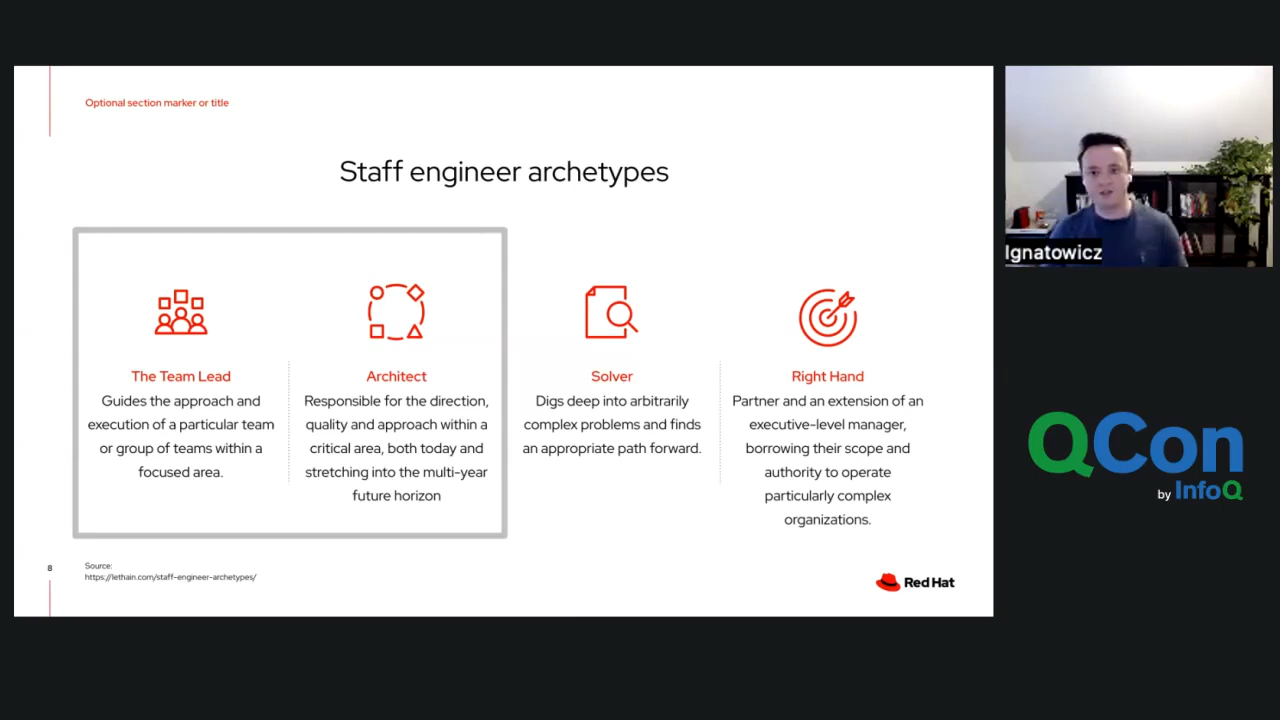 Optional section marker or title
Staff engineer archetypes
The Team Lead
Guides the approach and
execution of a particular team
or group of teams within a
focused area.
Architect
Responsible for the direction,
quality and approach within a
critical area, both today and
stretching into the multi-year
future horizon
Solver
Digs deep into arbitrarily
complex problems and finds
an appropriate path forward.
Right Hand
Partner and an extension of an
executive-level manager,
borrowing their scope and
authority to operate
particularly complex
organizations.
8
Source:
https://lethain.com/staff-engineer-archetypes/
Red Hat
Ignatowicz
QCon
by InfoQ